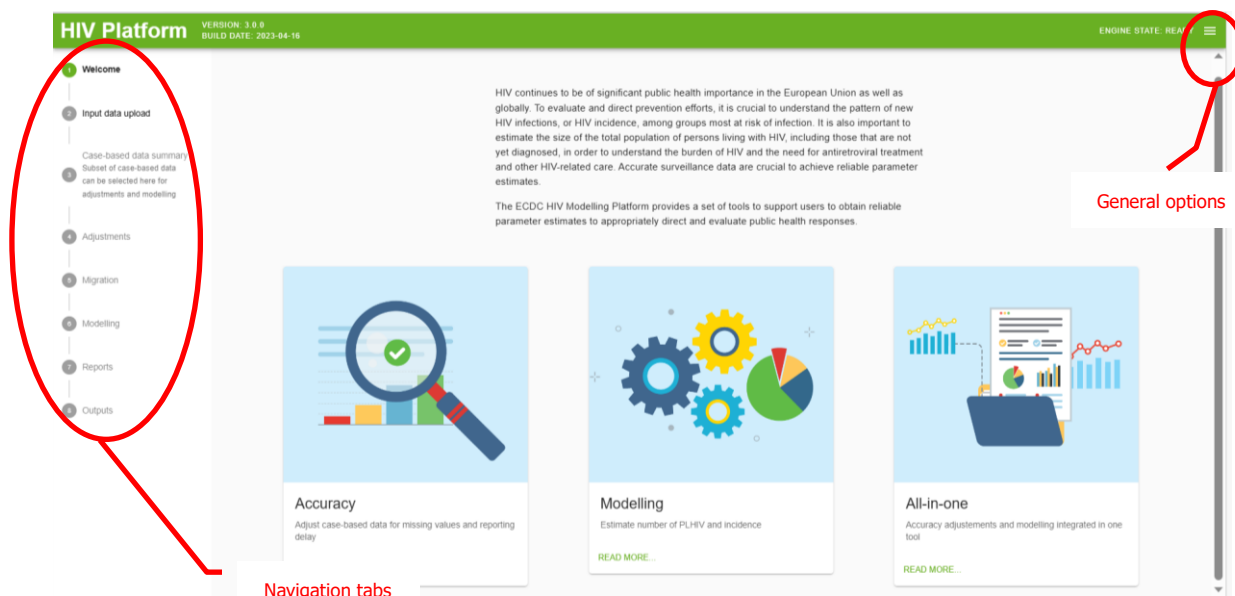 HIV Platform
VERSION: 3.0.0
BUILD DATE: 2023-04-16
ENGINE STATE: READY
1 Welcome
2 Input data upload
3 Case-based data summary
Subset of case-based data
can be selected here for
adjustments and modelling
4 Adjustments
5 Migration
6 Modelling
7 Reports
8 Outputs
HIV continues to be of significant public health importance in the European Union as well as
globally. To evaluate and direct prevention efforts, it is crucial to understand the pattern of new
HIV infections, or HIV incidence, among groups most at risk of infection. It is also important to
estimate the size of the total population of persons living with HIV, including those that are not
yet diagnosed, in order to understand the burden of HIV and the need for antiretroviral treatment
and other HIV-related care. Accurate surveillance data are crucial to achieve reliable parameter
estimates.
The ECDC HIV Modelling Platform provides a set of tools to support users to obtain reliable
parameter estimates to appropriately direct and evaluate public health responses.
General options
Accuracy
Adjust case-based data for missing values and reporting
delay
Modelling
Estimate number of PLHIV and incidence
READ MORE...
All-in-one
Accuracy adjustements and modelling integrated in one
tool
READ MORE...
Navigation tabs